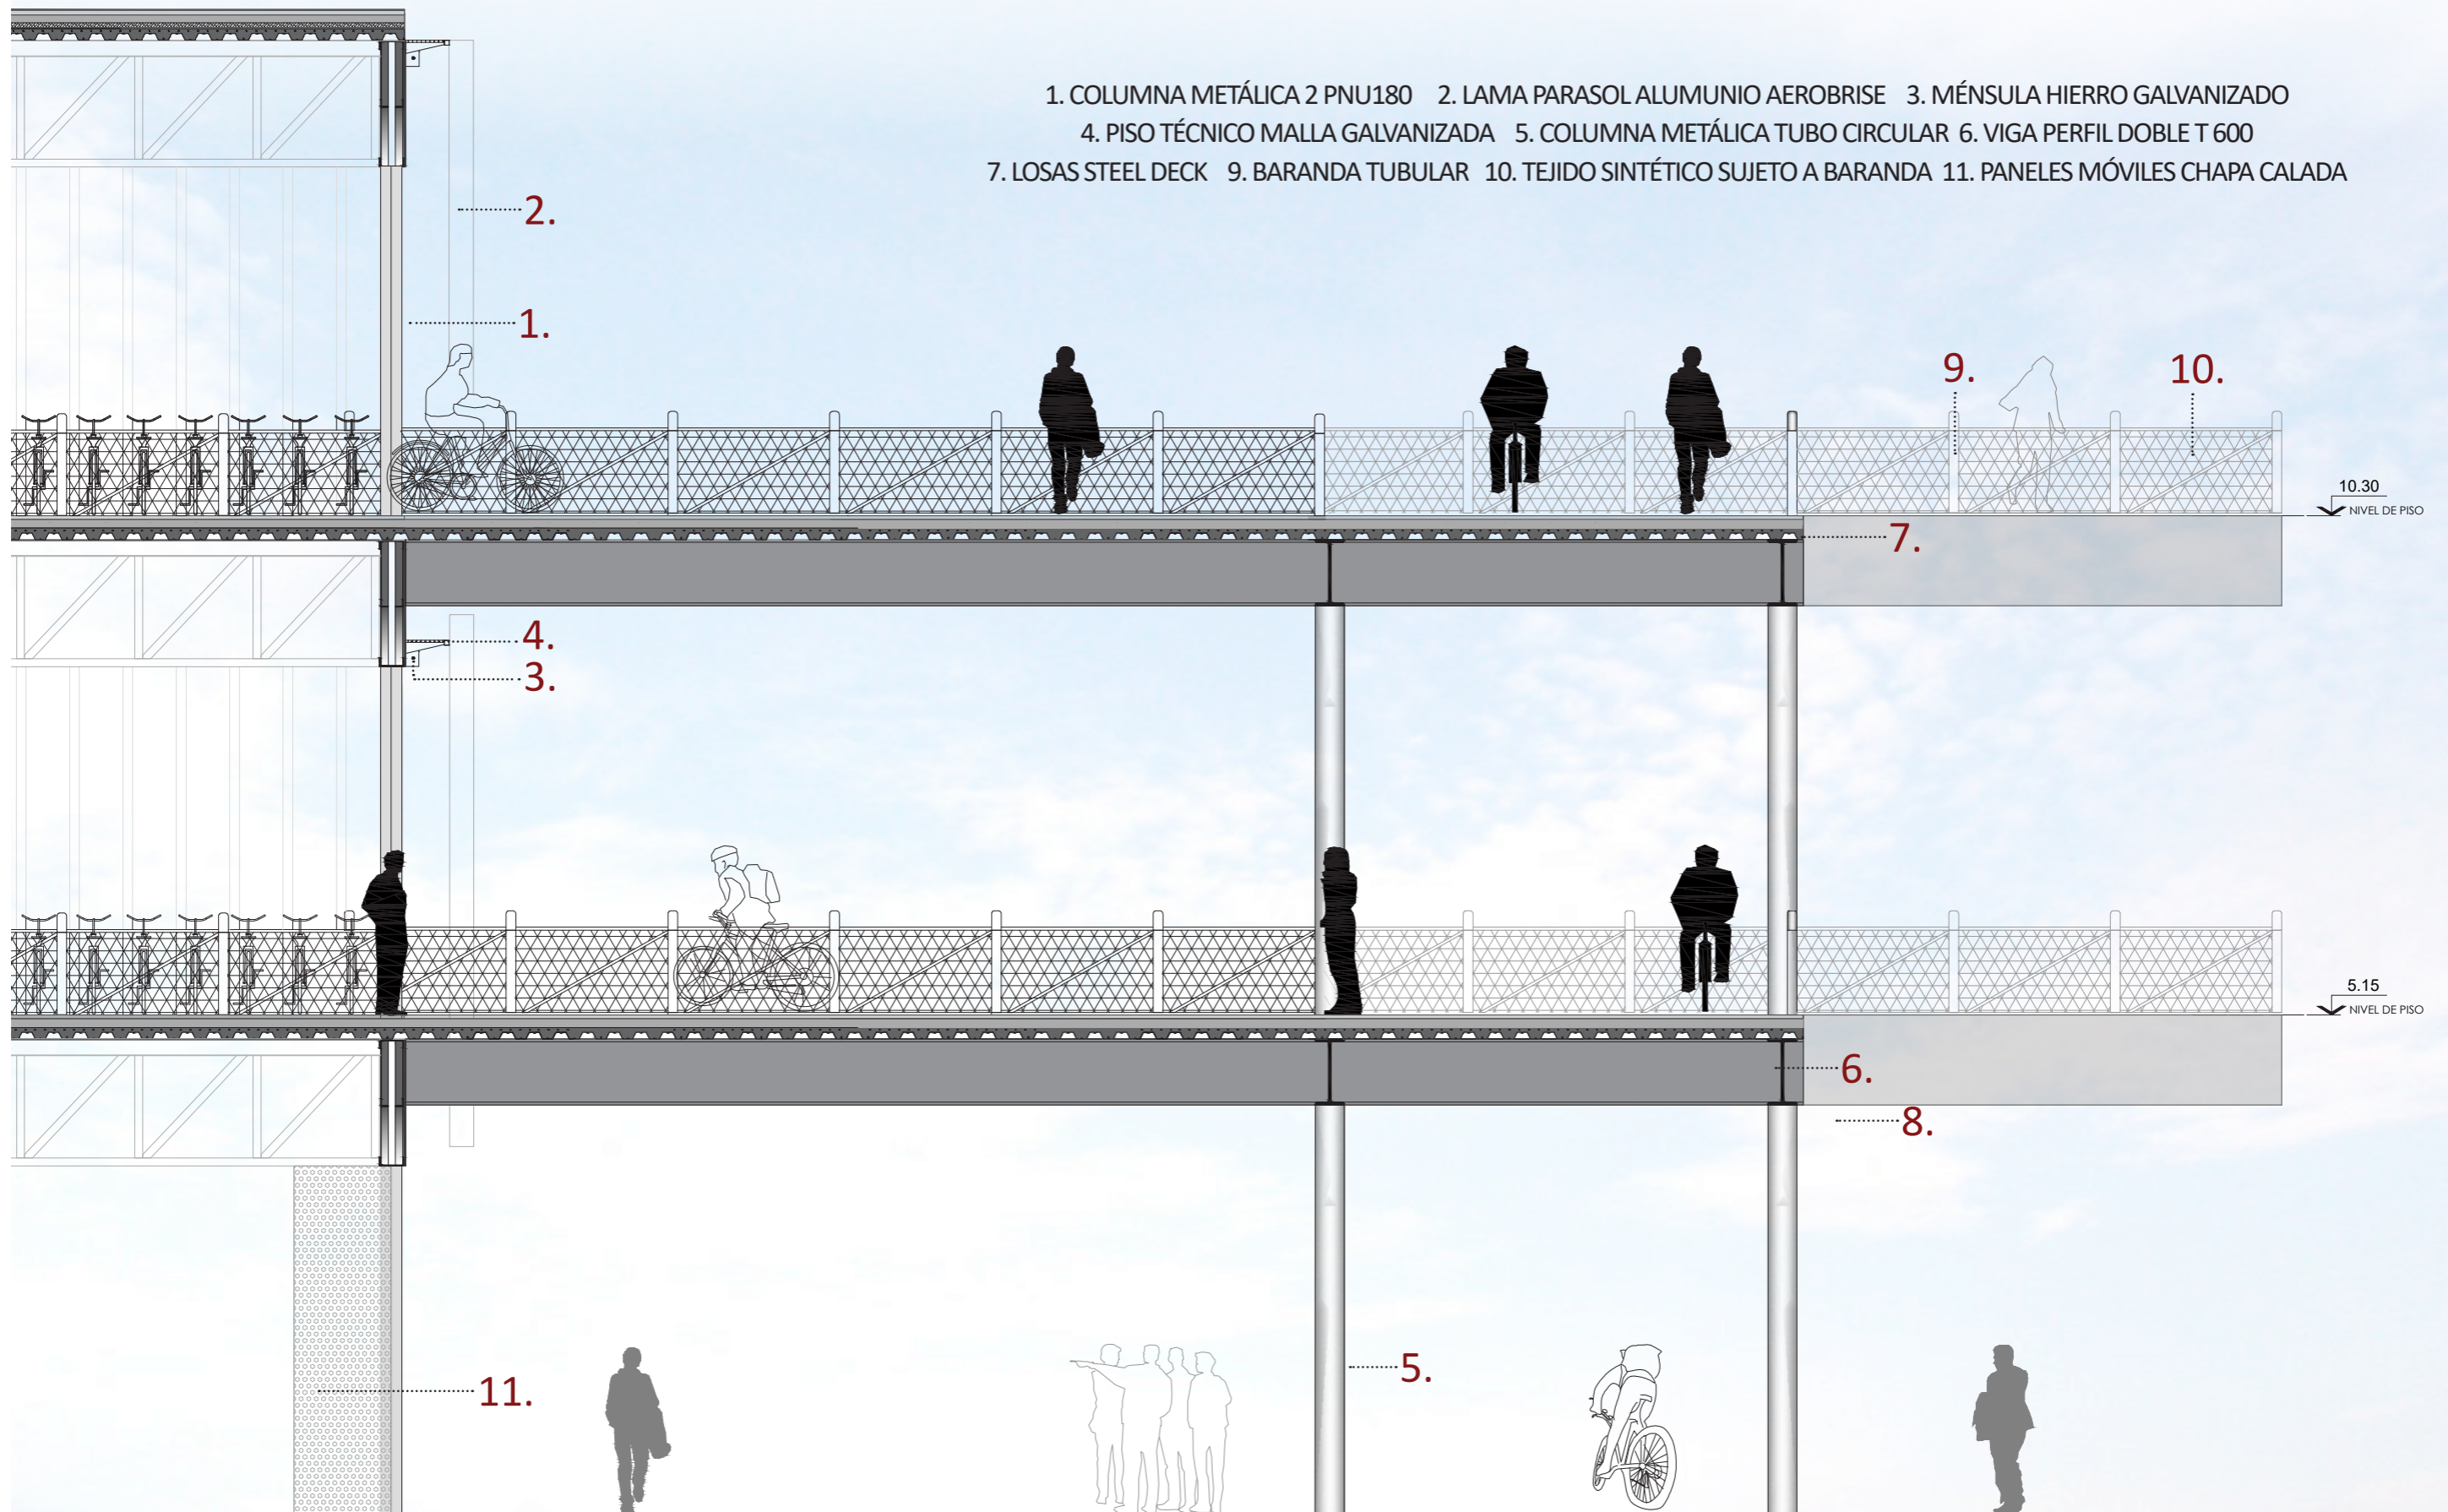 1. COLUMNA METÁLICA 2 PNU180 2. LAMA PARASOL ALUMUNIO AEROBRISE 3. MÉNSULA HIERRO GALVANIZADO
4. PISO TÉCNICO MALLA GALVANIZADA 5. COLUMNA METÁLICA TUBO CIRCULAR 6. VIGA PERFIL DOBLE T 600
7. LOSAS STEEL DECK 9. BARANDA TUBULAR 10. TEJIDO SINTÉTICO SUJETO A BARANDA 11. PANELES MÓVILES CHAPA CALADA
2.
1.
9.
10.
10.30
NIVEL DE PISO
7.
4.
3.
5.15
NIVEL DE PISO
6.
8.
5.
11.